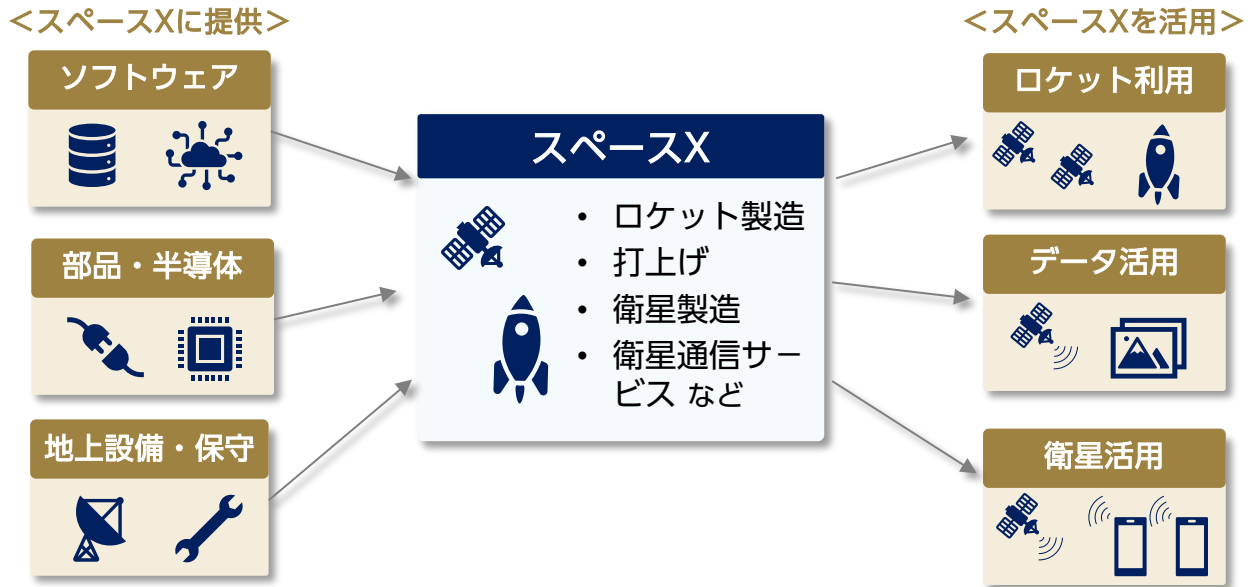 ＜スペースXに提供＞
ソフトウェア
部品・半導体
地上設備・保守
スペースX
• ロケット製造
• 打上げ
• 衛星製造
• 衛星通信サー
ビス など
＜スペースXを活用＞
ロケット利用
データ活用
衛星活用